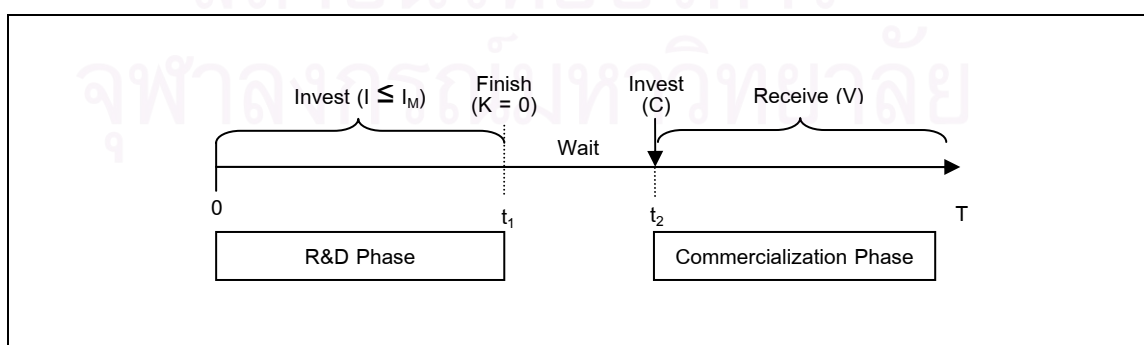 จุฬาลงกรณ์มหาวิทยาลัย
Invest (I ≤ I_M)
Finish
(K = 0)
Invest
(C)
Receive (V)
Wait
0
t₁
t₂
T
R&D Phase
Commercialization Phase